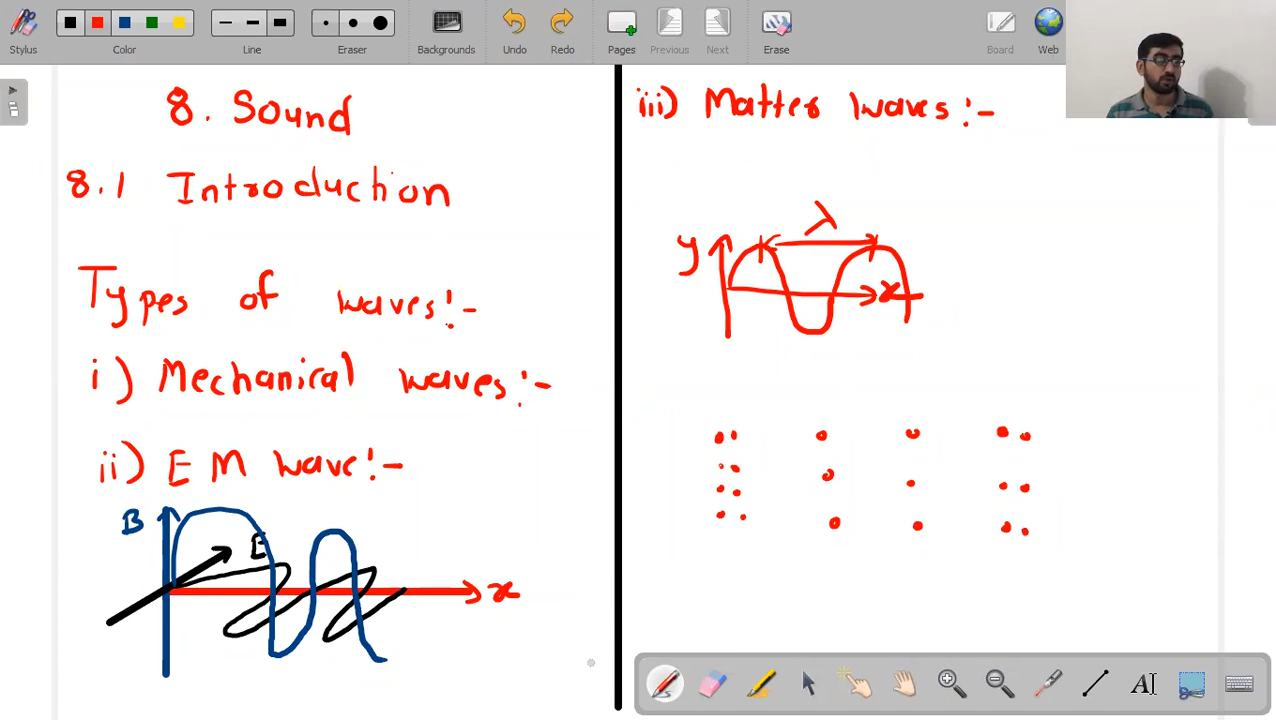 Stylus
Color
Line
Eraser
Backgrounds
Undo
Redo
Pages
Previous
Next
Erase
Board
Web
8. Sound
8.1 Introduction
Types of waves:-
i) Mechanical waves:-
ii) EM wave:-
B
E
x
iii) Matter waves:-
λ
y
x
A